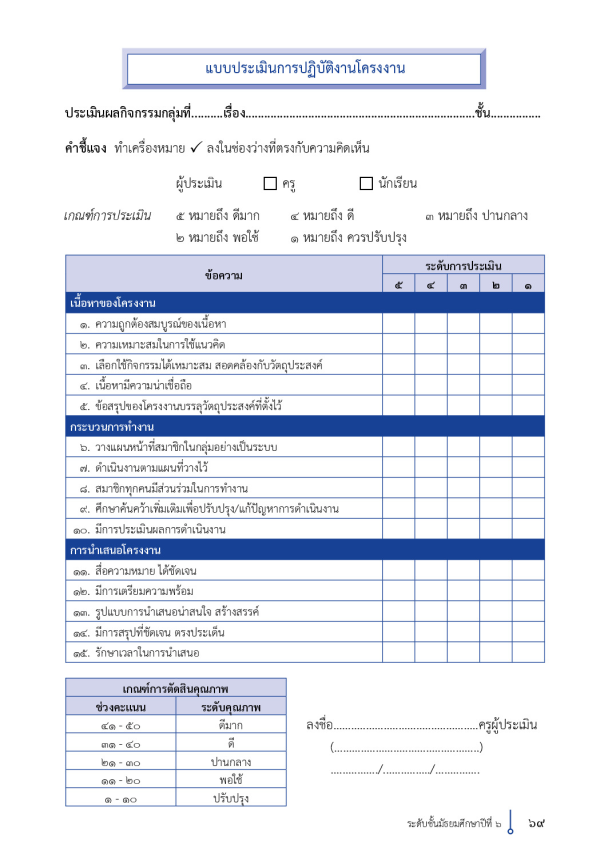 แบบประเมินการปฏิบัติงานโครงงาน
ประเมินผลกิจกรรมกลุ่มที่..........เรื่อง.........................................................................ชั้น................
คำชี้แจง ทำเครื่องหมาย ✓ ลงในช่องว่างที่ตรงกับความคิดเห็น
ผู้ประเมิน ☐ ครู ☐ นักเรียน
เกณฑ์การประเมิน ๕ หมายถึง ดีมาก ๔ หมายถึง ดี ๓ หมายถึง ปานกลาง
๒ หมายถึง พอใช้ ๑ หมายถึง ควรปรับปรุง
ข้อความ ระดับการประเมิน
๕ ๔ ๓ ๒ ๑
เนื้อหาของโครงงาน
๑. ความถูกต้องสมบูรณ์ของเนื้อหา
๒. ความเหมาะสมในการใช้แนวคิด
๓. เลือกใช้กิจกรรมได้เหมาะสม สอดคล้องกับวัตถุประสงค์
๔. เนื้อหามีความน่าเชื่อถือ
๕. ข้อสรุปของโครงงานบรรลุวัตถุประสงค์ที่ตั้งไว้
กระบวนการทำงาน
๖. วางแผนหน้าที่สมาชิกในกลุ่มอย่างเป็นระบบ
๗. ดำเนินงานตามแผนที่วางไว้
๘. สมาชิกทุกคนมีส่วนร่วมในการทำงาน
๙. ศึกษาค้นคว้าเพิ่มเติมเพื่อปรับปรุง/แก้ปัญหาการดำเนินงาน
๑๐. มีการประเมินผลการดำเนินงาน
การนำเสนอโครงงาน
๑๑. สื่อความหมาย ได้ชัดเจน
๑๒. มีการเตรียมความพร้อม
๑๓. รูปแบบการนำเสนอน่าสนใจ สร้างสรรค์
๑๔. มีการสรุปที่ชัดเจน ตรงประเด็น
๑๕. รักษาเวลาในการนำเสนอ
เกณฑ์การตัดสินคุณภาพ
ช่วงคะแนน ระดับคุณภาพ
๔๑ - ๕๐ ดีมาก
๓๑ - ๔๐ ดี
๒๑ - ๓๐ ปานกลาง
๑๑ - ๒๐ พอใช้
๑ - ๑๐ ปรับปรุง
ลงชื่อ................................................ครูผู้ประเมิน
(................................................)
................/................/...............
ระดับชั้นมัธยมศึกษาปีที่ ๖ ๖๙